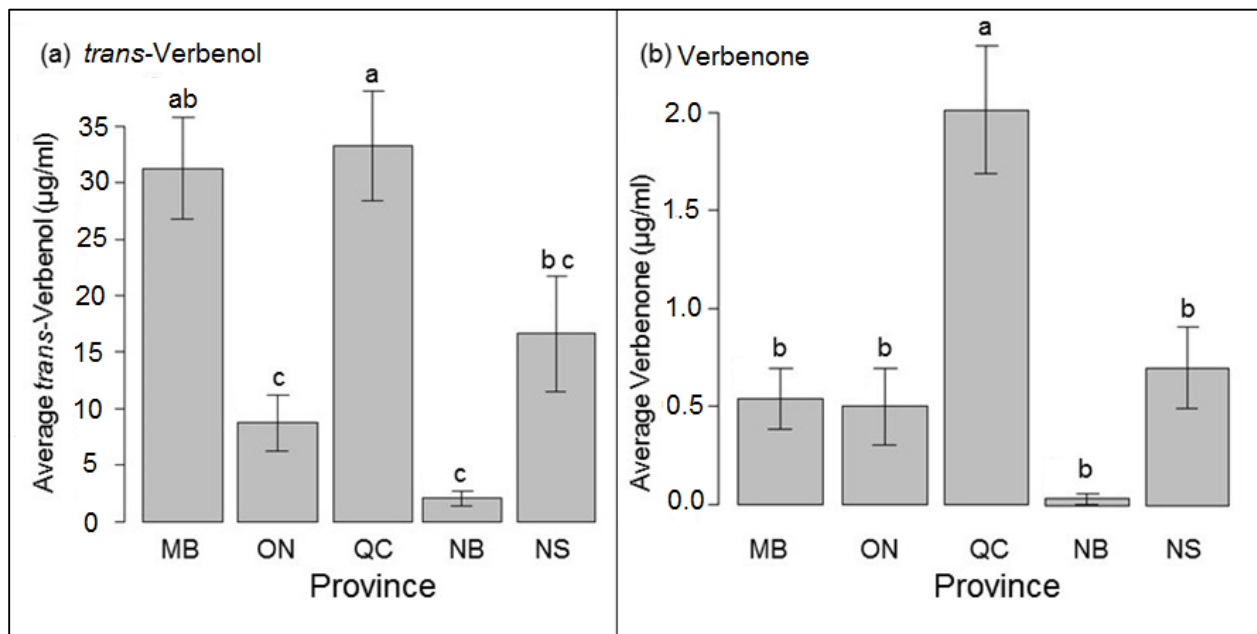 (a) trans-Verbenol
Average trans-Verbenol (µg/ml)
35
30
25
20
15
10
5
0
ab
c
a
c
b c
MB ON QC NB NS
Province
(b) Verbenone
Average Verbenone (µg/ml)
2.0
1.5
1.0
0.5
0.0
b
b
a
b
b
MB ON QC NB NS
Province